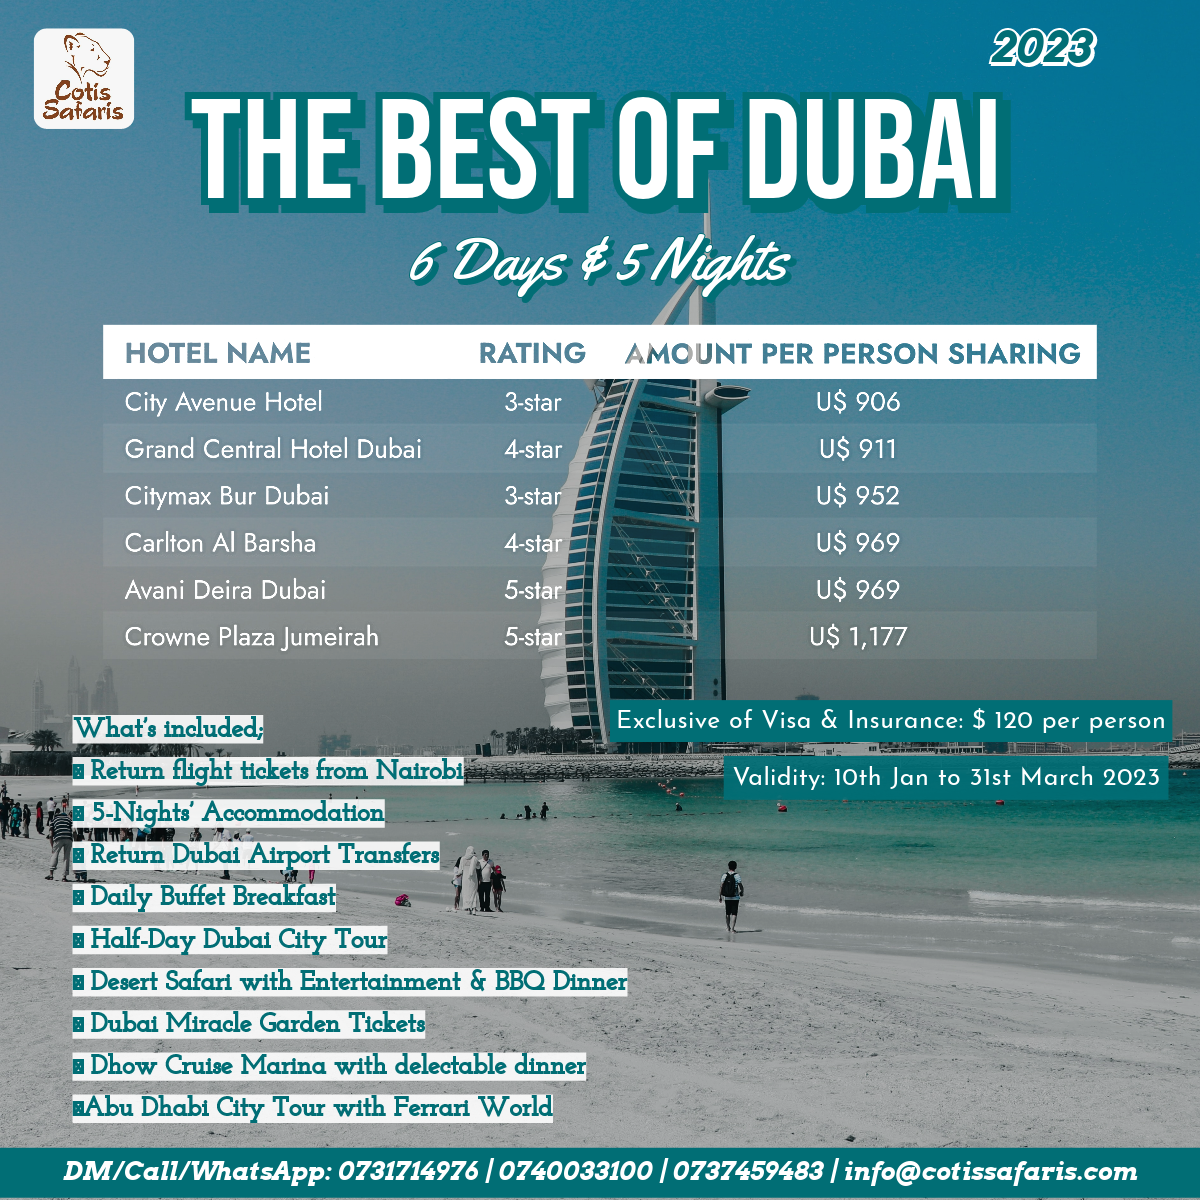 Cotis
Safaris
2023
THE BEST OF DUBAI
6 Days & 5 Nights
HOTEL NAME RATING AMOUNT PER PERSON SHARING
City Avenue Hotel 3-star U$ 906
Grand Central Hotel Dubai 4-star U$ 911
Citymax Bur Dubai 3-star U$ 952
Carlton Al Barsha 4-star U$ 969
Avani Deira Dubai 5-star U$ 969
Crowne Plaza Jumeirah 5-star U$ 1,177
Exclusive of Visa & Insurance: $ 120 per person
Validity: 10th Jan to 31st March 2023
What's included;
Return flight tickets from Nairobi
5-Nights' Accommodation
Return Dubai Airport Transfers
Daily Buffet Breakfast
Half-Day Dubai City Tour
Desert Safari with Entertainment & BBQ Dinner
Dubai Miracle Garden Tickets
Dhow Cruise Marina with delectable dinner
Abu Dhabi City Tour with Ferrari World
DM/Call/WhatsApp: 0731714976 | 0740033100 | 0737459483 | info@cotissafaris.com